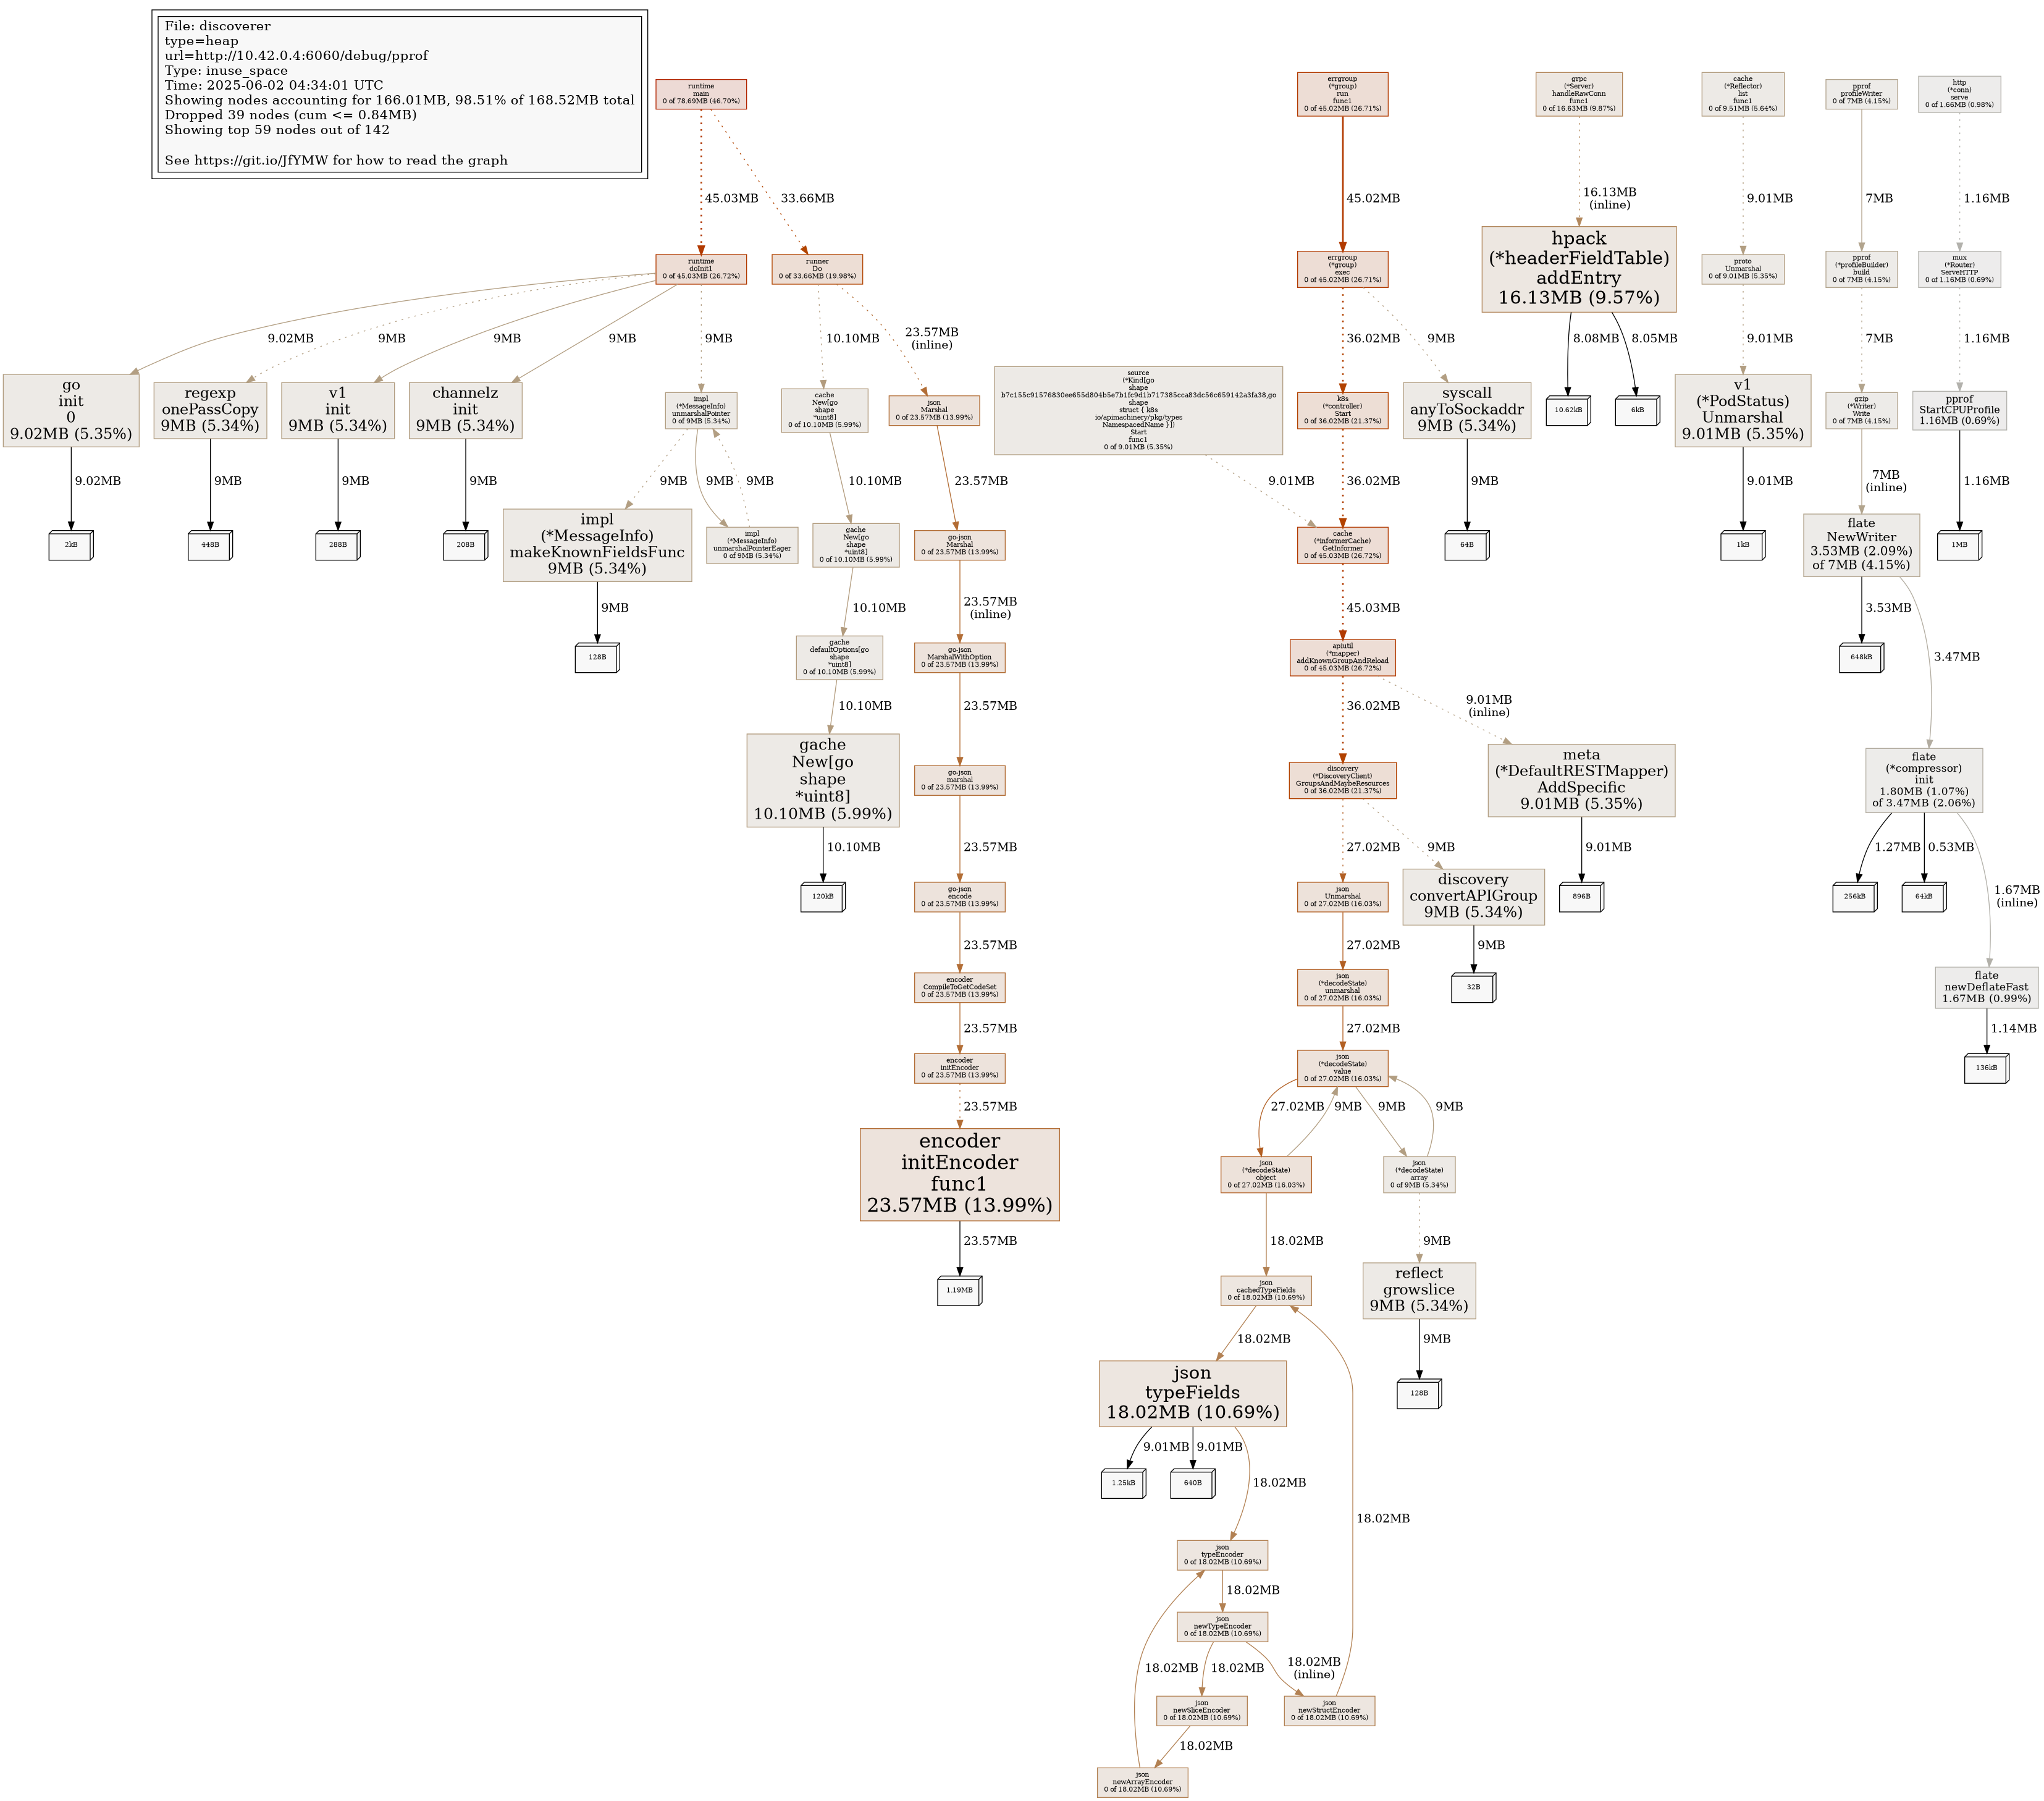 File: discoverer
type=heap
url=http://10.42.0.4:6060/debug/pprof
Type: inuse_space
Time: 2025-06-02 04:34:01 UTC
Showing nodes accounting for 166.01MB, 98.51% of 168.52MB total
Dropped 39 nodes (cum <= 0.84MB)
Showing top 59 nodes out of 142
See https://git.io/JfYMW for how to read the graph
runtime
main
0 of 78.69MB (46.70%)
errgroup
(*group)
run
func1
0 of 45.02MB (26.71%)
grpc
(*Server)
handleRawConn
func1
0 of 16.63MB (9.87%)
cache
(*Reflector)
list
func1
0 of 9.51MB (5.64%)
pprof
profileWriter
0 of 7MB (4.15%)
http
(*conn)
serve
0 of 1.66MB (0.98%)
45.03MB
33.66MB
45.02MB
16.13MB
(inline)
9.01MB
7MB
1.16MB
runtime
doInit1
0 of 45.03MB (26.72%)
runner
Do
0 of 33.66MB (19.98%)
errgroup
(*group)
exec
0 of 45.02MB (26.71%)
hpack
(*headerFieldTable)
addEntry
16.13MB (9.57%)
proto
Unmarshal
0 of 9.01MB (5.35%)
pprof
(*profileBuilder)
build
0 of 7MB (4.15%)
mux
(*Router)
ServeHTTP
0 of 1.16MB (0.69%)
9.02MB
9MB
9MB
9MB
9MB
10.10MB
23.57MB
(inline)
36.02MB
9MB
8.08MB
8.05MB
9.01MB
7MB
1.16MB
go
init
0
9.02MB (5.35%)
regexp
onePassCopy
9MB (5.34%)
v1
init
9MB (5.34%)
channelz
init
9MB (5.34%)
impl
(*MessageInfo)
unmarshalPointer
0 of 9MB (5.34%)
cache
New[go
shape
*uint8]
0 of 10.10MB (5.99%)
json
Marshal
0 of 23.57MB (13.99%)
source
(*Kind[go
shape
b7c155c91576830ee655d804b5e7b1fc9d1b717385cca83dc56c659142a3fa38,go
shape
struct { k8s
io/apimachinery/pkg/types
NamespacedName }])
Start
func1
0 of 9.01MB (5.35%)
k8s
(*controller)
Start
0 of 36.02MB (21.37%)
syscall
anyToSockaddr
9MB (5.34%)
10.62kB
6kB
v1
(*PodStatus)
Unmarshal
9.01MB (5.35%)
gzip
(*Writer)
Write
0 of 7MB (4.15%)
pprof
StartCPUProfile
1.16MB (0.69%)
9.02MB
9MB
9MB
9MB
9MB
9MB
9MB
10.10MB
23.57MB
9.01MB
36.02MB
9MB
9.01MB
7MB
(inline)
1.16MB
2kB
448B
288B
208B
impl
(*MessageInfo)
makeKnownFieldsFunc
9MB (5.34%)
impl
(*MessageInfo)
unmarshalPointerEager
0 of 9MB (5.34%)
gache
New[go
shape
*uint8]
0 of 10.10MB (5.99%)
go-json
Marshal
0 of 23.57MB (13.99%)
cache
(*informerCache)
GetInformer
0 of 45.03MB (26.72%)
64B
1kB
flate
NewWriter
3.53MB (2.09%)
of 7MB (4.15%)
1MB
9MB
10.10MB
23.57MB
(inline)
45.03MB
3.53MB
3.47MB
128B
gache
defaultOptions[go
shape
*uint8]
0 of 10.10MB (5.99%)
go-json
MarshalWithOption
0 of 23.57MB (13.99%)
apiutil
(*mapper)
addKnownGroupAndReload
0 of 45.03MB (26.72%)
648kB
10.10MB
23.57MB
36.02MB
9.01MB
(inline)
gache
New[go
shape
*uint8]
10.10MB (5.99%)
go-json
marshal
0 of 23.57MB (13.99%)
discovery
(*DiscoveryClient)
GroupsAndMaybeResources
0 of 36.02MB (21.37%)
meta
(*DefaultRESTMapper)
AddSpecific
9.01MB (5.35%)
flate
(*compressor)
init
1.80MB (1.07%)
of 3.47MB (2.06%)
10.10MB
23.57MB
27.02MB
9MB
9.01MB
1.27MB
0.53MB
1.67MB
(inline)
120kB
go-json
encode
0 of 23.57MB (13.99%)
json
Unmarshal
0 of 27.02MB (16.03%)
discovery
convertAPIGroup
9MB (5.34%)
896B
256kB
64kB
23.57MB
27.02MB
9MB
encoder
CompileToGetCodeSet
0 of 23.57MB (13.99%)
json
(*decodeState)
unmarshal
0 of 27.02MB (16.03%)
32B
flate
newDeflateFast
1.67MB (0.99%)
23.57MB
27.02MB
1.14MB
encoder
initEncoder
0 of 23.57MB (13.99%)
json
(*decodeState)
value
0 of 27.02MB (16.03%)
136kB
23.57MB
27.02MB
9MB
9MB
9MB
encoder
initEncoder
func1
23.57MB (13.99%)
json
(*decodeState)
object
0 of 27.02MB (16.03%)
json
(*decodeState)
array
0 of 9MB (5.34%)
23.57MB
18.02MB
9MB
1.19MB
json
cachedTypeFields
0 of 18.02MB (10.69%)
reflect
growslice
9MB (5.34%)
18.02MB
9MB
json
typeFields
18.02MB (10.69%)
128B
9.01MB
9.01MB
18.02MB
1.25kB
640B
18.02MB
json
typeEncoder
0 of 18.02MB (10.69%)
18.02MB
json
newTypeEncoder
0 of 18.02MB (10.69%)
18.02MB
18.02MB
18.02MB
(inline)
json
newSliceEncoder
0 of 18.02MB (10.69%)
json
newStructEncoder
0 of 18.02MB (10.69%)
18.02MB
json
newArrayEncoder
0 of 18.02MB (10.69%)